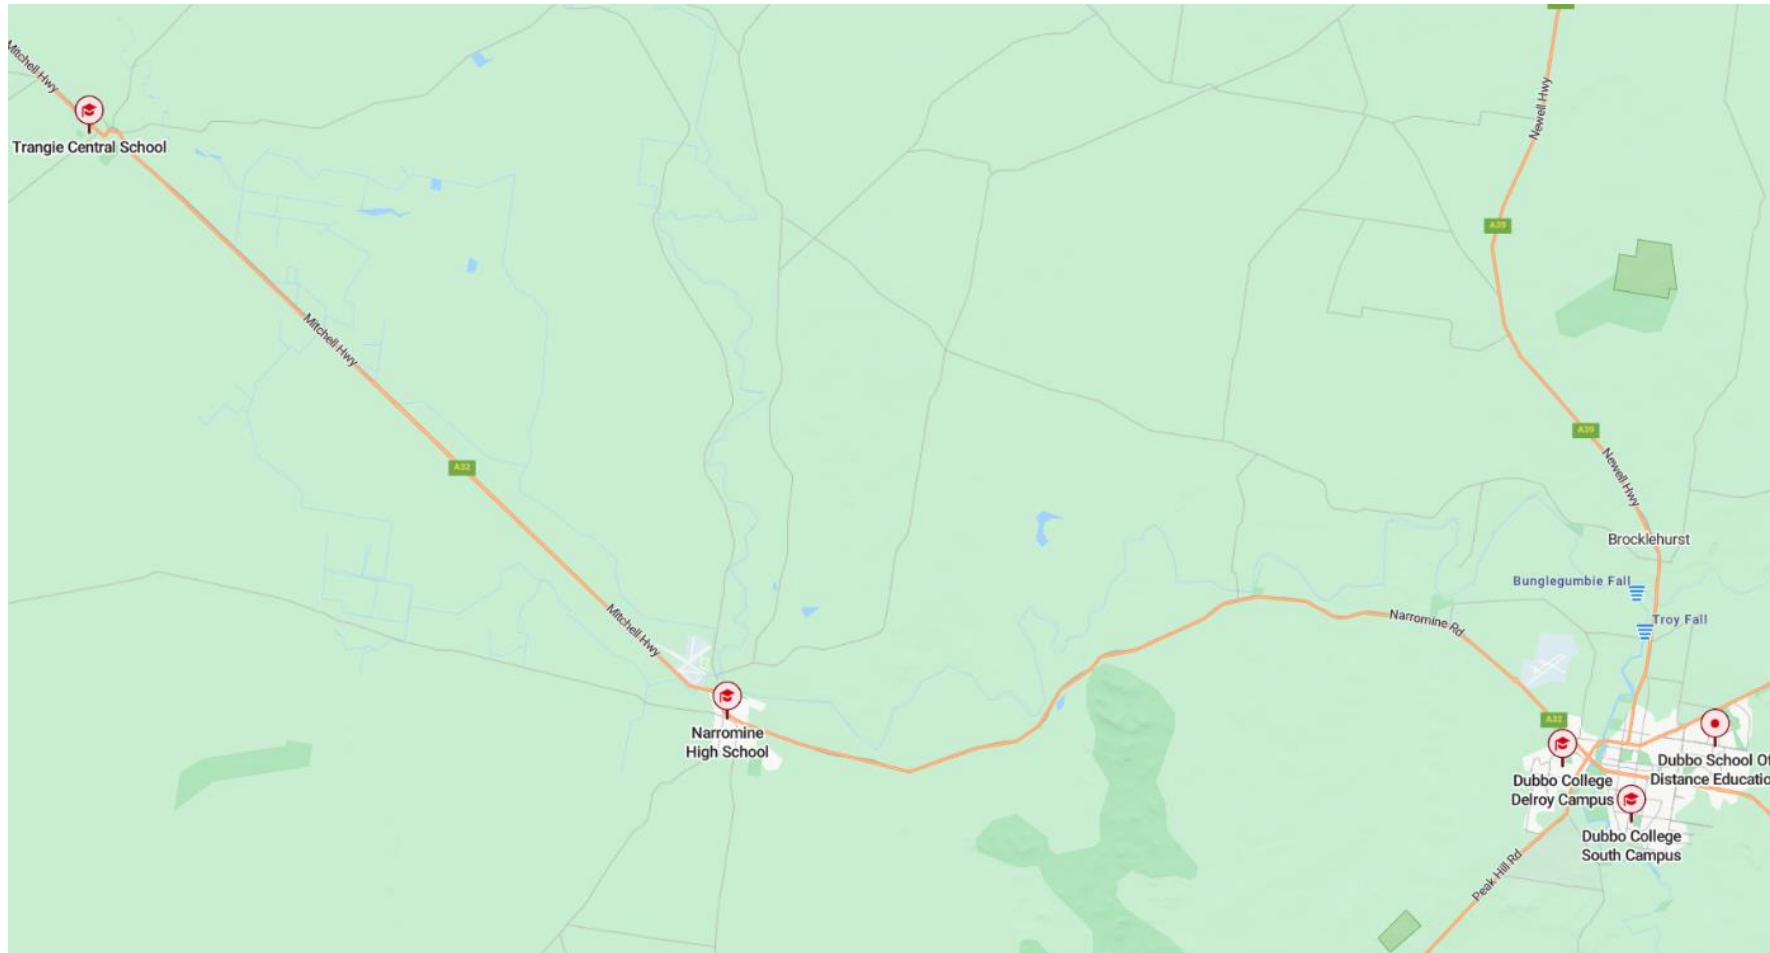 Mitchell Hwy
Trangie Central School
Newell Hwy
A39
Mitchell Hwy
A39
A32
Newell Hwy
Brocklehurst
Bunglegumbie Fall
Troy Fall
Narromine Rd
Mitchell Hwy
Narromine
High School
A32
Dubbo School Of
Distance Educatio
Dubbo College
Delroy Campus
Dubbo College
South Campus
Peak Hill Rd